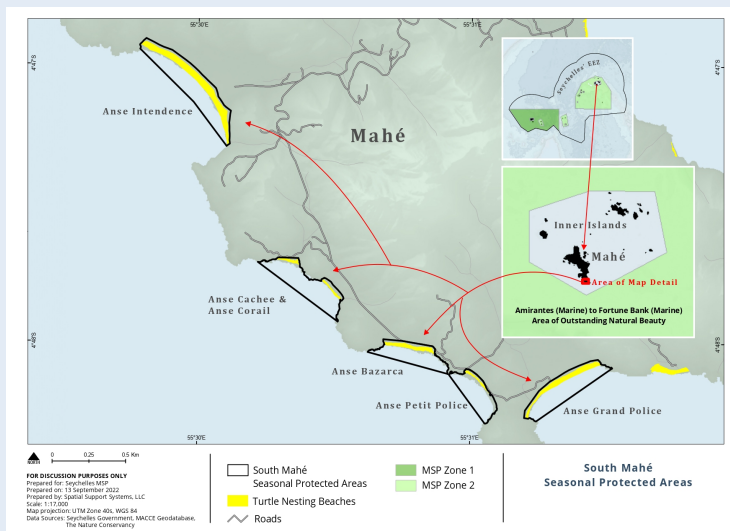 55°30'E
55°31'E
4°47'S
4°47'S
Seychelles' EEZ
Anse Intendence
Mahé
Inner Islands
Mahé
Area of Map Detail
Amirantes (Marine) to Fortune Bank (Marine)
Area of Outstanding Natural Beauty
Anse Cachee &
Anse Corail
4°48'S
4°48'S
Anse Bazarca
Anse Petit Police
Anse Grand Police
55°30'E
55°31'E
NORTH
0 0.25 0.5 Km
FOR DISCUSSION PURPOSES ONLY
Prepared for: Seychelles MSP
Prepared on: 13 September 2022
Prepared by: Spatial Support Systems, LLC
Scale: 1:17,000
Map projection: UTM Zone 40s, WGS 84
Data Sources: Seychelles Government, MACCE Geodatabase,
The Nature Conservancy
South Mahé
Seasonal Protected Areas
Turtle Nesting Beaches
Roads
MSP Zone 1
MSP Zone 2
South Mahé
Seasonal Protected Areas